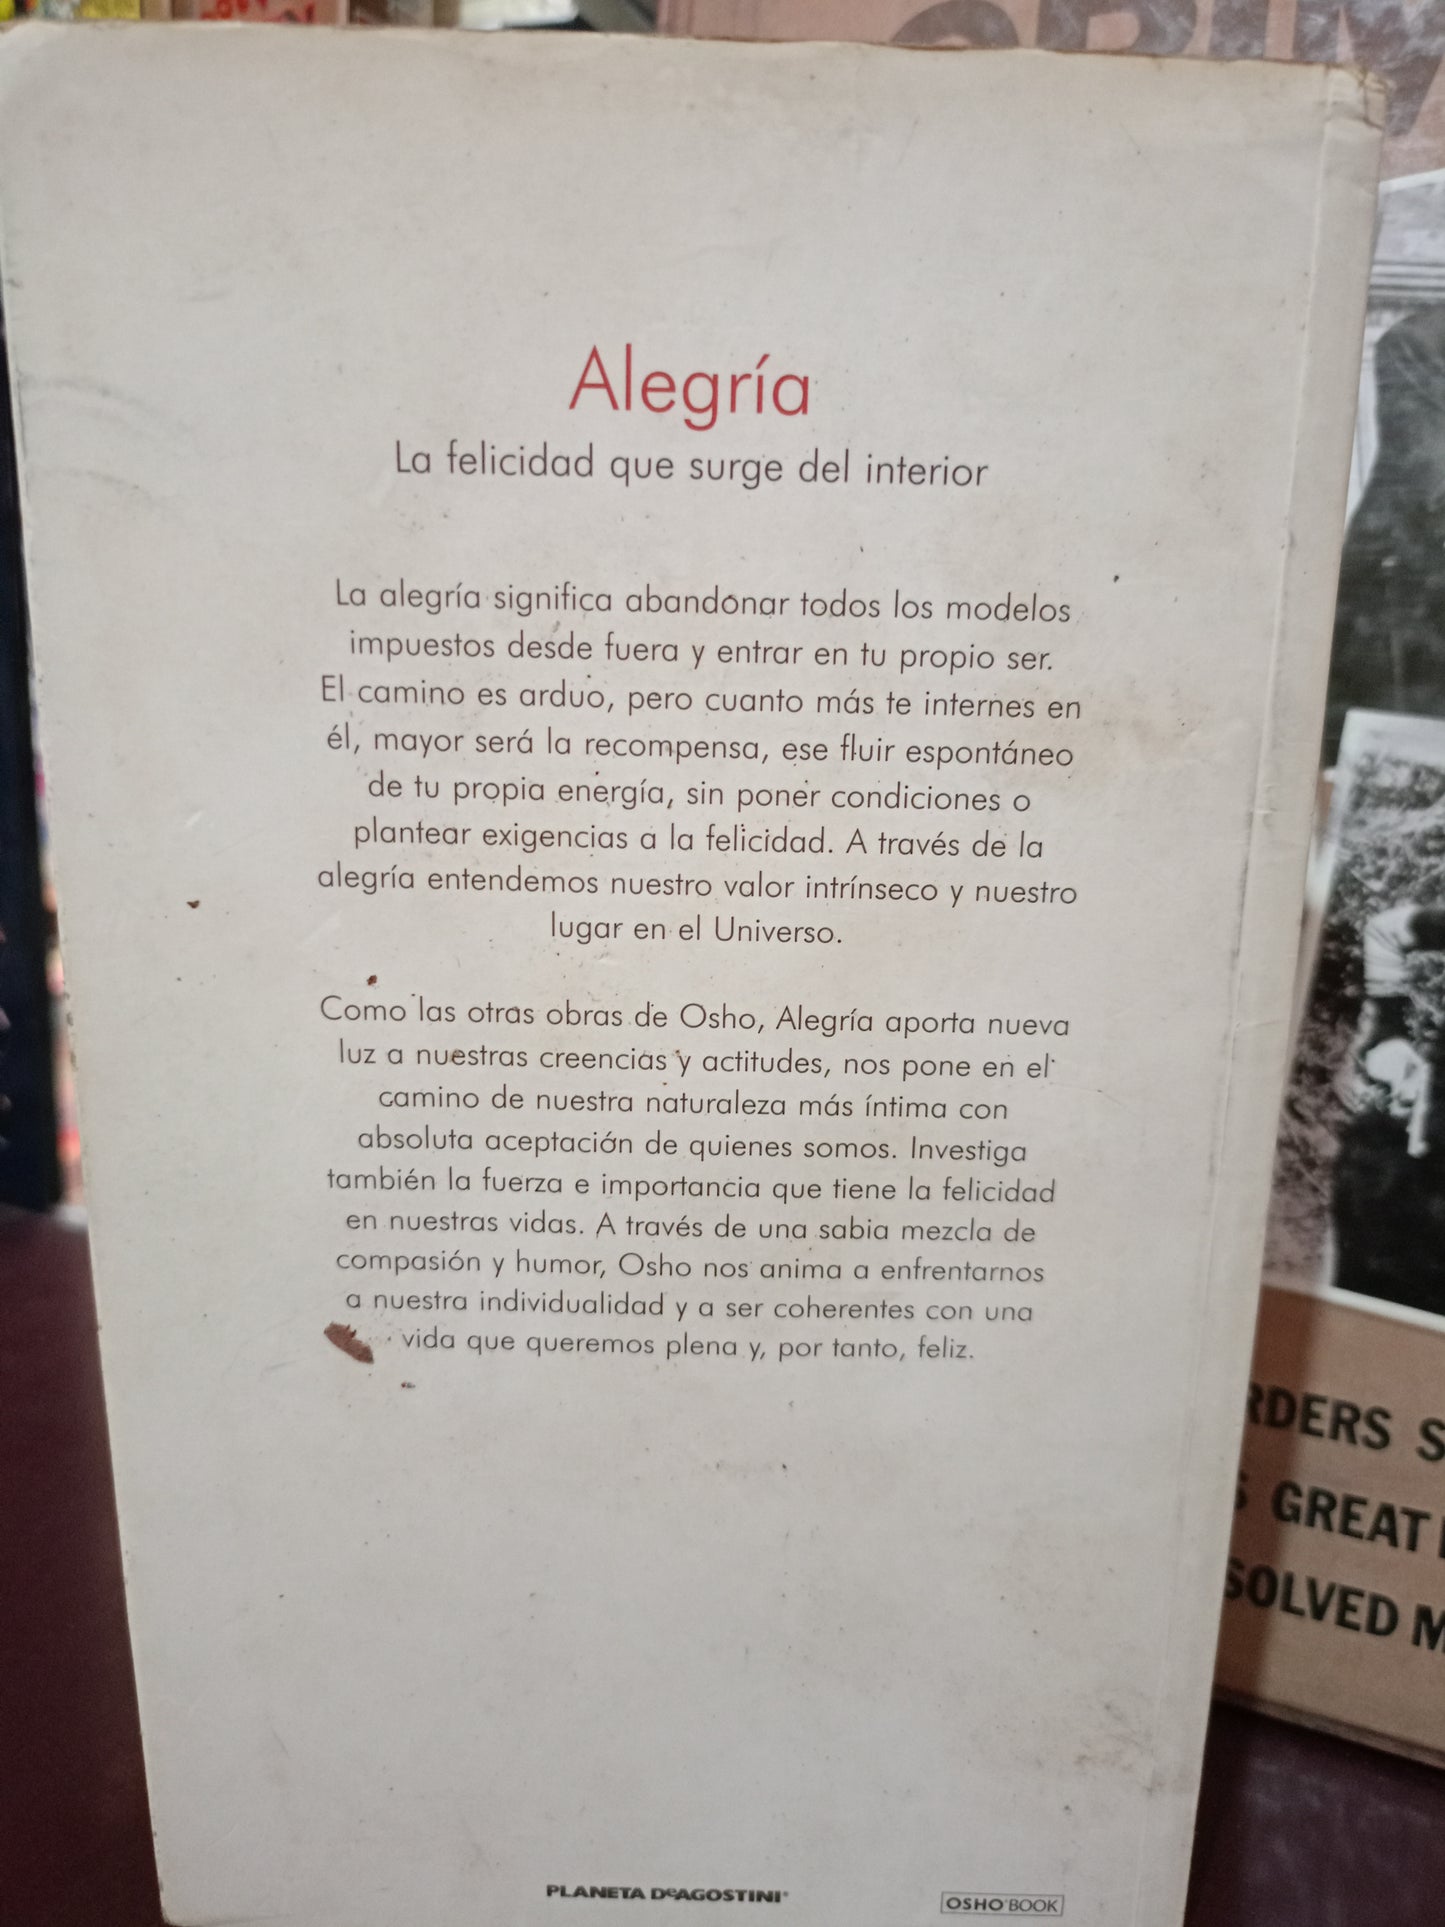 Alegría
La felicidad que surge del interior
La alegría significa abandonar todos los modelos
impuestos desde fuera y entrar en tu propio ser.
El camino es arduo, pero cuanto más te internes en
él, mayor será la recompensa, ese fluir espontáneo
de tu propia energía, sin poner condiciones o
plantear exigencias a la felicidad. A través de la
alegría entendemos nuestro valor intrínseco y nuestro
lugar en el Universo.
Como las otras obras de Osho, Alegría aporta nueva
luz a nuestras creencias y actitudes, nos pone en el
camino de nuestra naturaleza más íntima con
absoluta aceptación de quienes somos. Investiga
también la fuerza e importancia que tiene la felicidad
en nuestras vidas. A través de una sabia mezcla de
compasión y humor, Osho nos anima a enfrentarnos
a nuestra individualidad y a ser coherentes con una
vida que queremos plena y, por tanto, feliz.
PLANETA DeAGOSTINI
OSHO BOOK
RDERS S
GREAT
SOLVED M